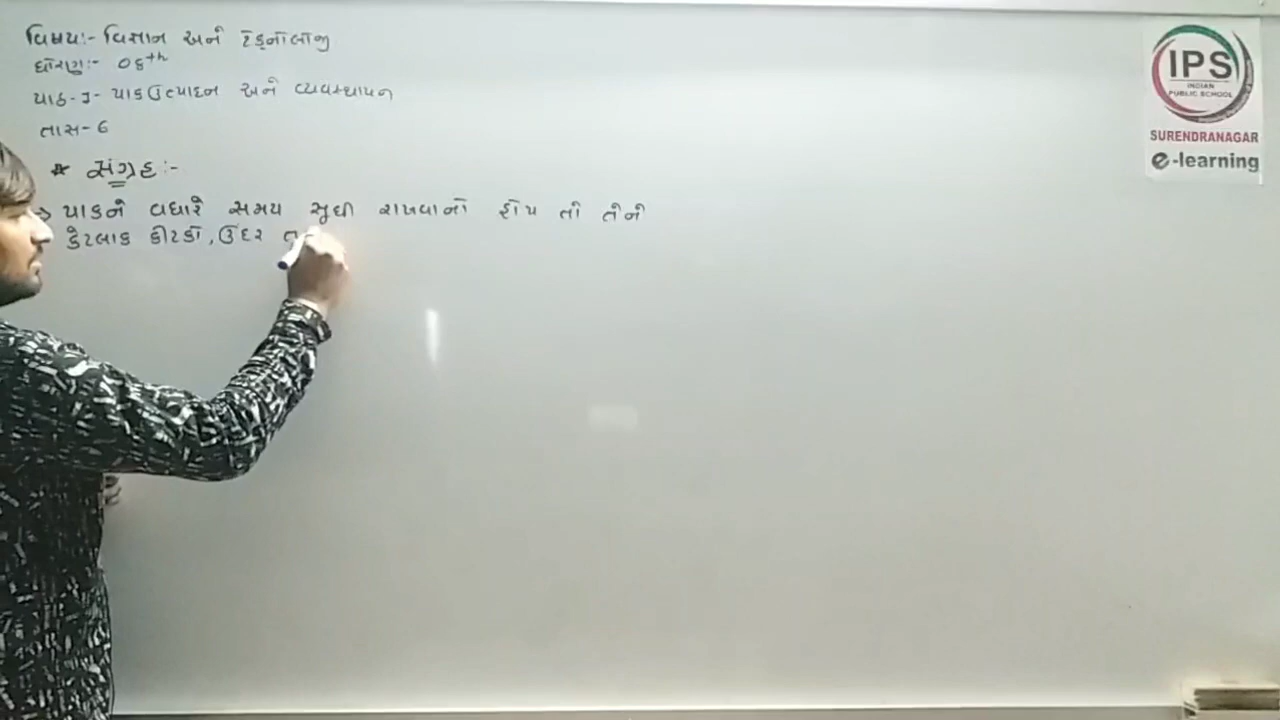 વિષય:- વિજ્ઞાન અને ટેક્નોલોજી
ધોરણ:- 08th
પાઠ-1- પાક ઉત્પાદન અને વ્યવસ્થાપન
તાસ-6
* સંગ્રહ :-
→ પાકને વધારે સમય સુધી રાખવાનો હોય તો તેને
કેટલાક કીટકો, ઉંદર ત
IPS
INDIAN
PUBLIC SCHOOL
SURENDRANAGAR
e-learning